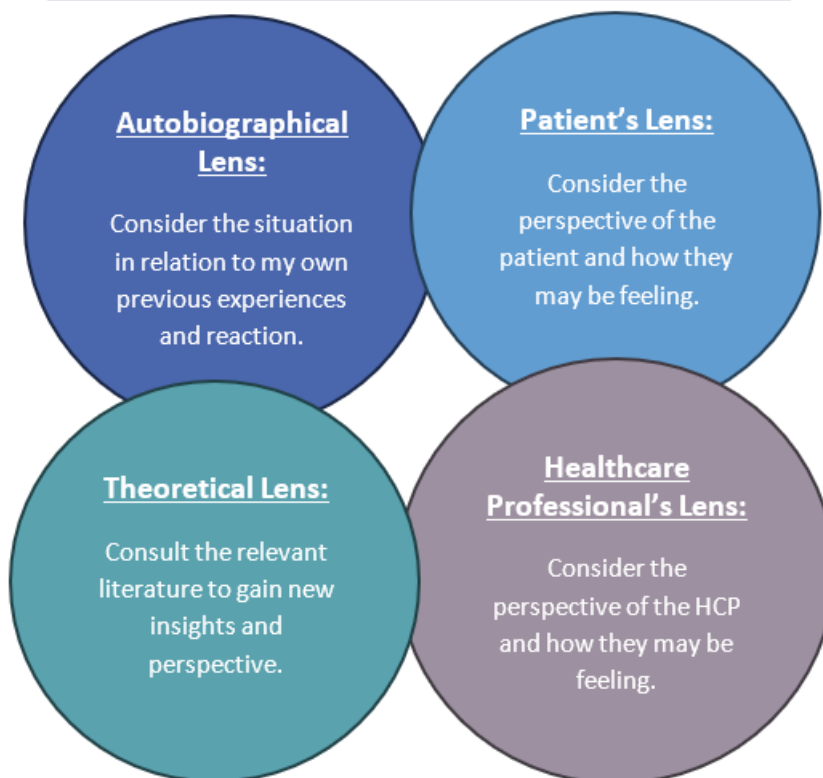 Autobiographical
Lens:
Consider the situation
in relation to my own
previous experiences
and reaction.
Patient’s Lens:
Consider the
perspective of the
patient and how they
may be feeling.
Theoretical Lens:
Consult the relevant
literature to gain new
insights and
perspective.
Healthcare
Professional’s Lens:
Consider the
perspective of the HCP
and how they may be
feeling.